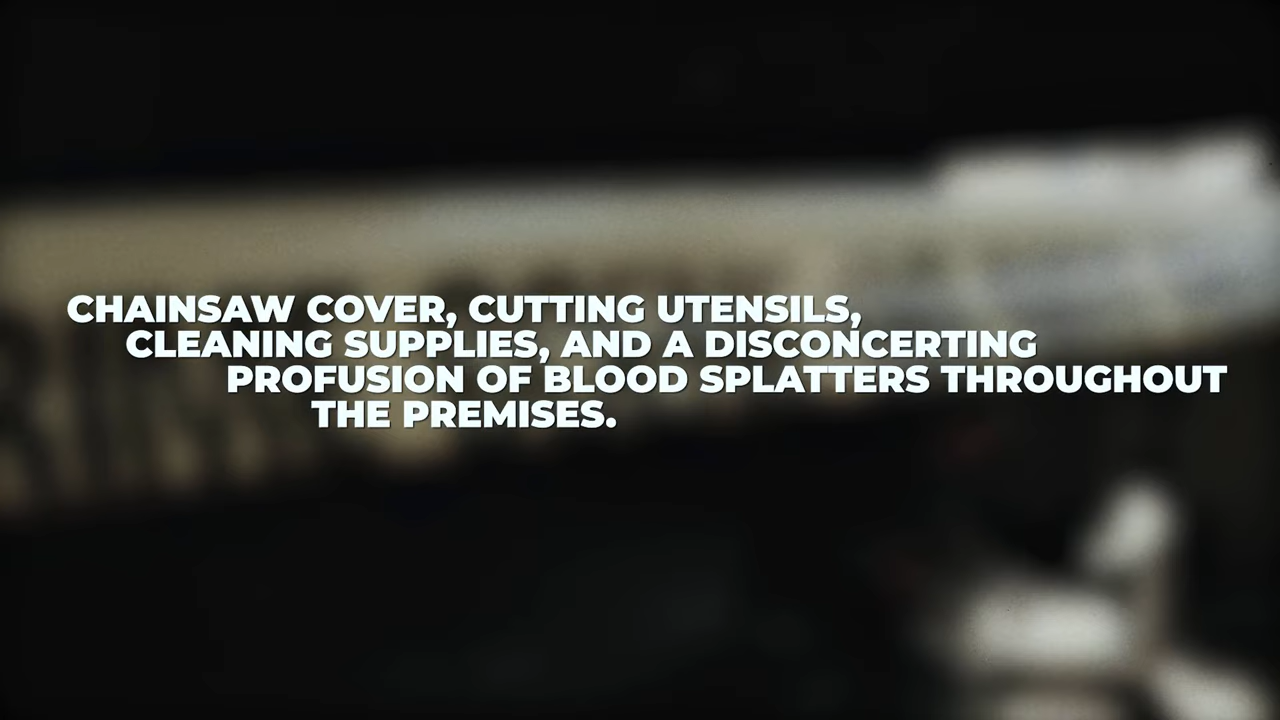 CHAINSAW COVER, CUTTING UTENSILS,
CLEANING SUPPLIES, AND A DISCONCERTING
PROFUSION OF BLOOD SPLATTERS THROUGHOUT
THE PREMISES.